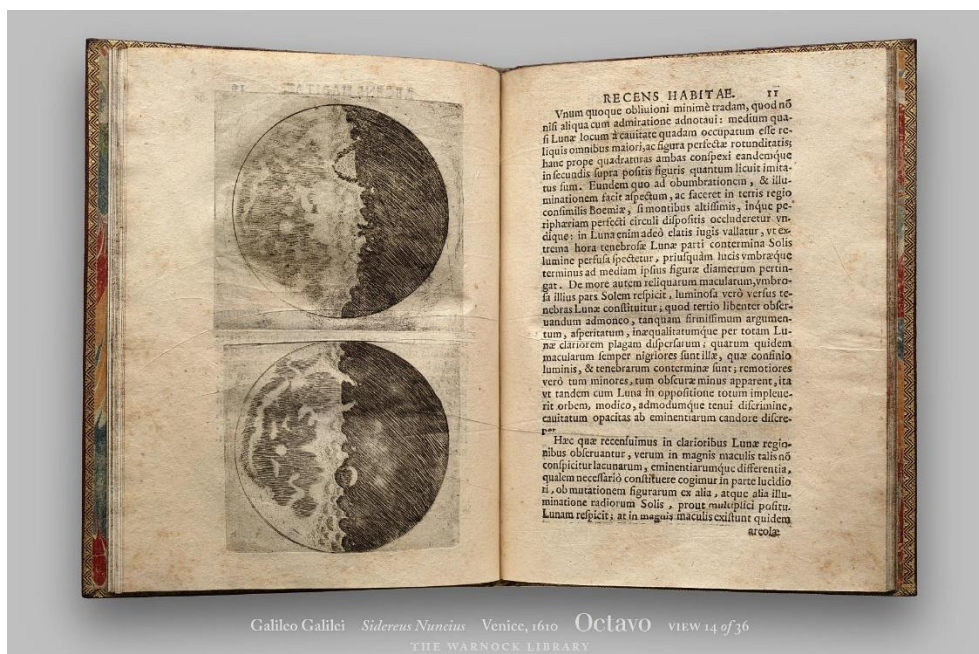 RECENS HABITAE. 11
Vnum quoque obliuioni minimè tradam, quod nõ
nisi aliqua cum admiratione adnotaui: medium qua-
si Lunæ locum à cauitate quadam occupatum esse re-
liquis omnibus maiori, ac figura perfectæ rotunditatis;
hanc prope quadraturas ambas conspexi eandemque
in secundis supra positis figuris quantum licuit imita-
tus sum. Eundem quo ad obumbrationem, & illu-
minationem facit aspectum, ac faceret in terris regio
consimilis Boemiæ, si montibus altissimis, inque pe-
riphæriam perfecti circuli dispositis occluderetur vn-
dique: in Luna enim adeò elatis iugis vallatur, vt ex-
trema hora tenebrosæ Lunæ parti contermina Solis
lumine perfusa spectetur, priusquàm lucis vmbræque
terminus ad mediam ipsius figuræ diametrum pertin-
gat. De more autem reliquarum macularum, vmbro-
sa illius pars Solem respicit, luminosa verò versus te-
nebras Lunæ constituitur; quod tertio libenter obser-
uandum admoneo, tanquam firmissimum argumen-
tum, asperitatum, inæqualitatumque per totam Lu-
næ clariorem plagam dispersarum; quarum quidem
macularum semper nigriores sunt illæ, quæ confinio
luminis, & tenebrarum conterminæ sunt; remotiores
verò tum minores, tum obscuræ minus apparent, ita
vt tandem cum Luna in oppositione totum impleue-
rit orbem, modico, admodumque tenui discrimine,
cauitatum opacitas ab eminentiarum candore discre-
pet
Hæc quæ recensuimus in clarioribus Lunæ regio-
nibus obseruantur, verum in magnis maculis talis nõ
conspicitur lacunarum, eminentiarumque differentia,
qualem necessariò constituere cogimur in parte lucidio
ri, ob mutationem figurarum ex alia, atque alia illu-
minatione radiorum Solis, prout multiplici positu
Lunam respicit; at in magnis maculis existunt quidem
areolæ
Galileo Galilei Sidereus Nuncius Venice, 1610 Octavo VIEW 14 of 36
THE WARNOCK LIBRARY